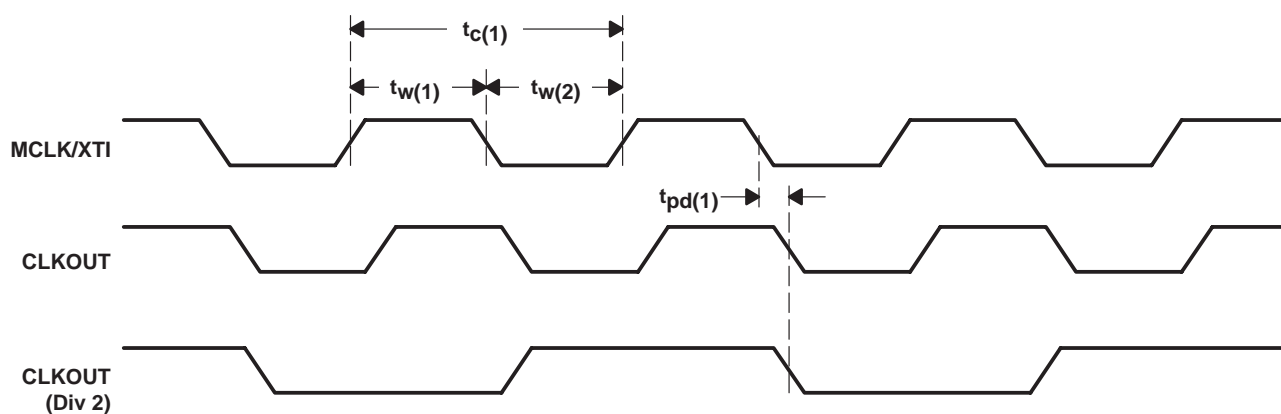 tc(1)
tw(1) tw(2)
MCLK/XTI
tpd(1)
CLKOUT
CLKOUT
(Div 2)